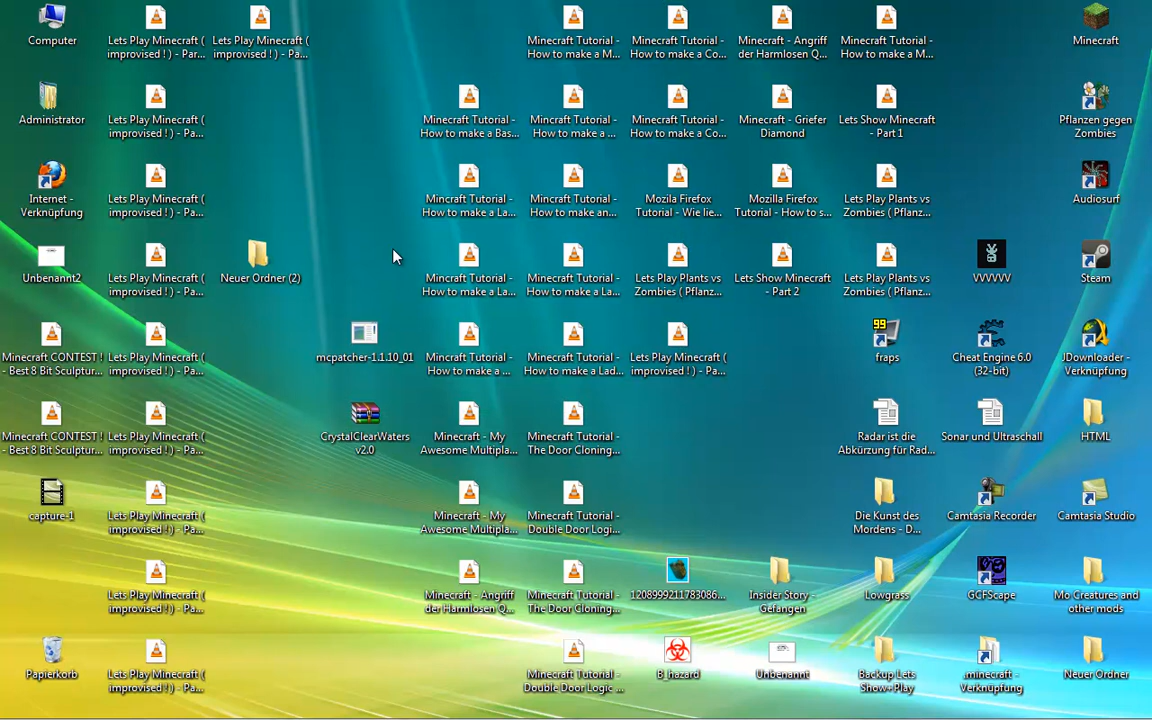 Computer
Lets Play Minecraft (
improvised ! ) - Par...
Lets Play Minecraft (
improvised ! ) - Pa...
Minecraft Tutorial -
How to make a M...
Minecraft Tutorial -
How to make a Co...
Minecraft - Angriff
der Harmlosen Q...
Minecraft Tutorial -
How to make a M...
Minecraft
Administrator
Lets Play Minecraft (
improvised ! ) - Pa...
Minecraft Tutorial -
How to make a Bas...
Minecraft Tutorial -
How to make a ...
Minecraft Tutorial -
How to make a Co...
Minecraft - Griefer
Diamond
Lets Show Minecraft
- Part 1
Pflanzen gegen
Zombies
Internet -
Verknüpfung
Lets Play Minecraft (
improvised ! ) - Pa...
Mincraft Tutorial -
How to make a La...
Mincraft Tutorial -
How to make an...
Mozila Firefox
Tutorial - Wie lie...
Mozilla Firefox
Tutorial - How to s...
Lets Play Plants vs
Zombies ( Pflanz...
Audiosurf
Unbenannt2
Lets Play Minecraft (
improvised ! ) - Pa...
Neuer Ordner (2)
Mincraft Tutorial -
How to make a La...
Minecraft Tutorial -
How to make a La...
Lets Play Plants vs
Zombies ( Pflanz...
Lets Show Minecraft
- Part 2
Lets Play Plants vs
Zombies ( Pflanz...
VVVVVV
Steam
Minecraft CONTEST !
- Best 8 Bit Sculptur...
Lets Play Minecraft (
improvised ! ) - Pa...
mcpatcher-1.1.10_01
Mincraft Tutorial -
How to make a ...
Minecraft Tutorial -
How to make a Lad...
Lets Play Minecraft (
improvised ! ) - Pa...
99
fraps
Cheat Engine 6.0
(32-bit)
JDownloader -
Verknüpfung
Minecraft CONTEST !
- Best 8 Bit Sculptur...
Lets Play Minecraft (
improvised ! ) - Pa...
CrystalClearWaters
v2.0
Minecraft - My
Awesome Multipla...
Minecraft Tutorial -
The Door Cloning...
Radar ist die
Abkürzung für Rad...
Sonar und Ultraschall
HTML
capture-1
Lets Play Minecraft (
improvised !) - Pa...
Minecraft - My
Awesome Multipla...
Minecraft Tutorial -
Double Door Logi...
Die Kunst des
Mordens - D...
Camtasia Recorder
Camtasia Studio
Lets Play Minecraft (
improvised ! ) - Pa...
Minecraft - Angriff
der Harmlosen Q...
Minecraft Tutorial -
The Door Cloning...
1208999211783086...
Insider Story -
Gefangen
Lowgrass
GCFScape
Mo Creatures and
other mods
Papierkorb
Lets Play Minecraft (
improvised ! ) - Pa...
Minecraft Tutorial -
Double Door Logic ...
B_hazard
Unbenannt
Backup Lets
Show+Play
.minecraft -
Verknüpfung
Neuer Ordner